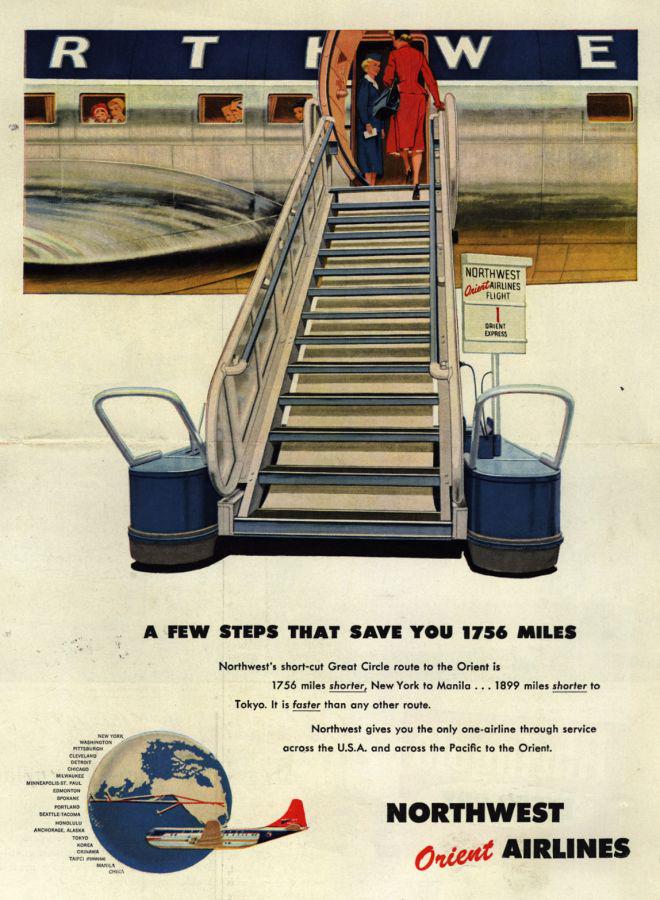 RTHWE
NORTHWEST
Orient AIRLINES
FLIGHT
1
ORIENT
EXPRESS
A FEW STEPS THAT SAVE YOU 1756 MILES
Northwest's short-cut Great Circle route to the Orient is
1756 miles shorter, New York to Manila . . . 1899 miles shorter to
Tokyo. It is faster than any other route.
Northwest gives you the only one-airline through service
across the U.S.A. and across the Pacific to the Orient.
NEW YORK
WASHINGTON
PITTSBURGH
CLEVELAND
DETROIT
CHICAGO
MILWAUKEE
MINNEAPOLIS-ST. PAUL
EDMONTON
SPOKANE
PORTLAND
SEATTLE-TACOMA
HONOLULU
ANCHORAGE, ALASKA
TOKYO
KOREA
OKINAWA
TAIPEI (FORMOSA)
MANILA
CHINA
NORTHWEST
Orient AIRLINES